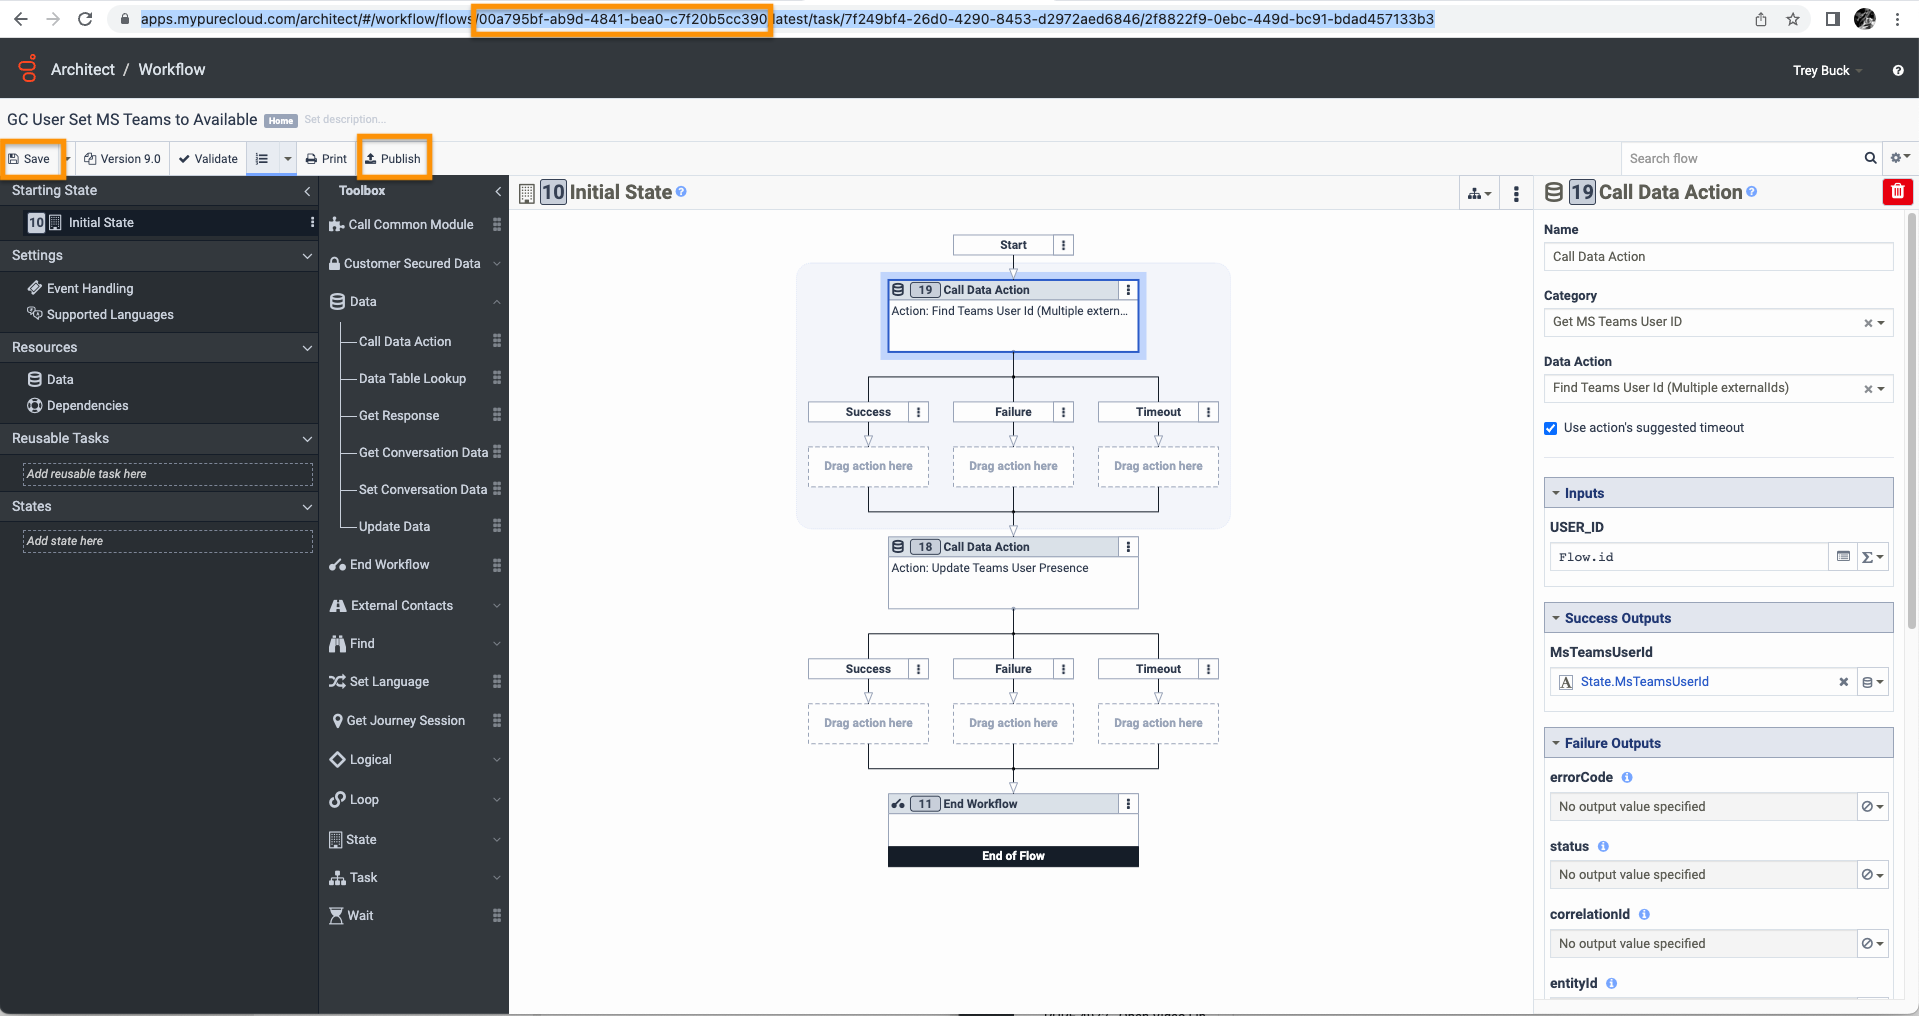 apps.mypurecloud.com/architect/#/workflow/flows/00a795bf-ab9d-4841-bea0-c7f20b5cc390/latest/task/7f249bf4-26d0-4290-8453-d2972aed6846/2f8822f9-0ebc-449d-bc91-bdad457133b3
Architect / Workflow
Trey Buck
GC User Set MS Teams to Available Home Set description...
Save Version 9.0 Validate Print Publish
Search flow
Starting State
10 Initial State
Settings
Event Handling
Supported Languages
Resources
Data
Dependencies
Reusable Tasks
Add reusable task here
States
Add state here
Toolbox
Call Common Module
Customer Secured Data
Data
Call Data Action
Data Table Lookup
Get Response
Get Conversation Data
Set Conversation Data
Update Data
End Workflow
External Contacts
Find
Set Language
Get Journey Session
Logical
Loop
State
Task
Wait
10 Initial State
Start
19 Call Data Action
Action: Find Teams User Id (Multiple extern...
Success Failure Timeout
Drag action here Drag action here Drag action here
18 Call Data Action
Action: Update Teams User Presence
Success Failure Timeout
Drag action here Drag action here Drag action here
11 End Workflow
End of Flow
19 Call Data Action
Name
Call Data Action
Category
Get MS Teams User ID
Data Action
Find Teams User Id (Multiple externalIds)
Use action's suggested timeout
Inputs
USER_ID
Flow.id
Success Outputs
MsTeamsUserId
State.MsTeamsUserId
Failure Outputs
errorCode
No output value specified
status
No output value specified
correlationId
No output value specified
entityId